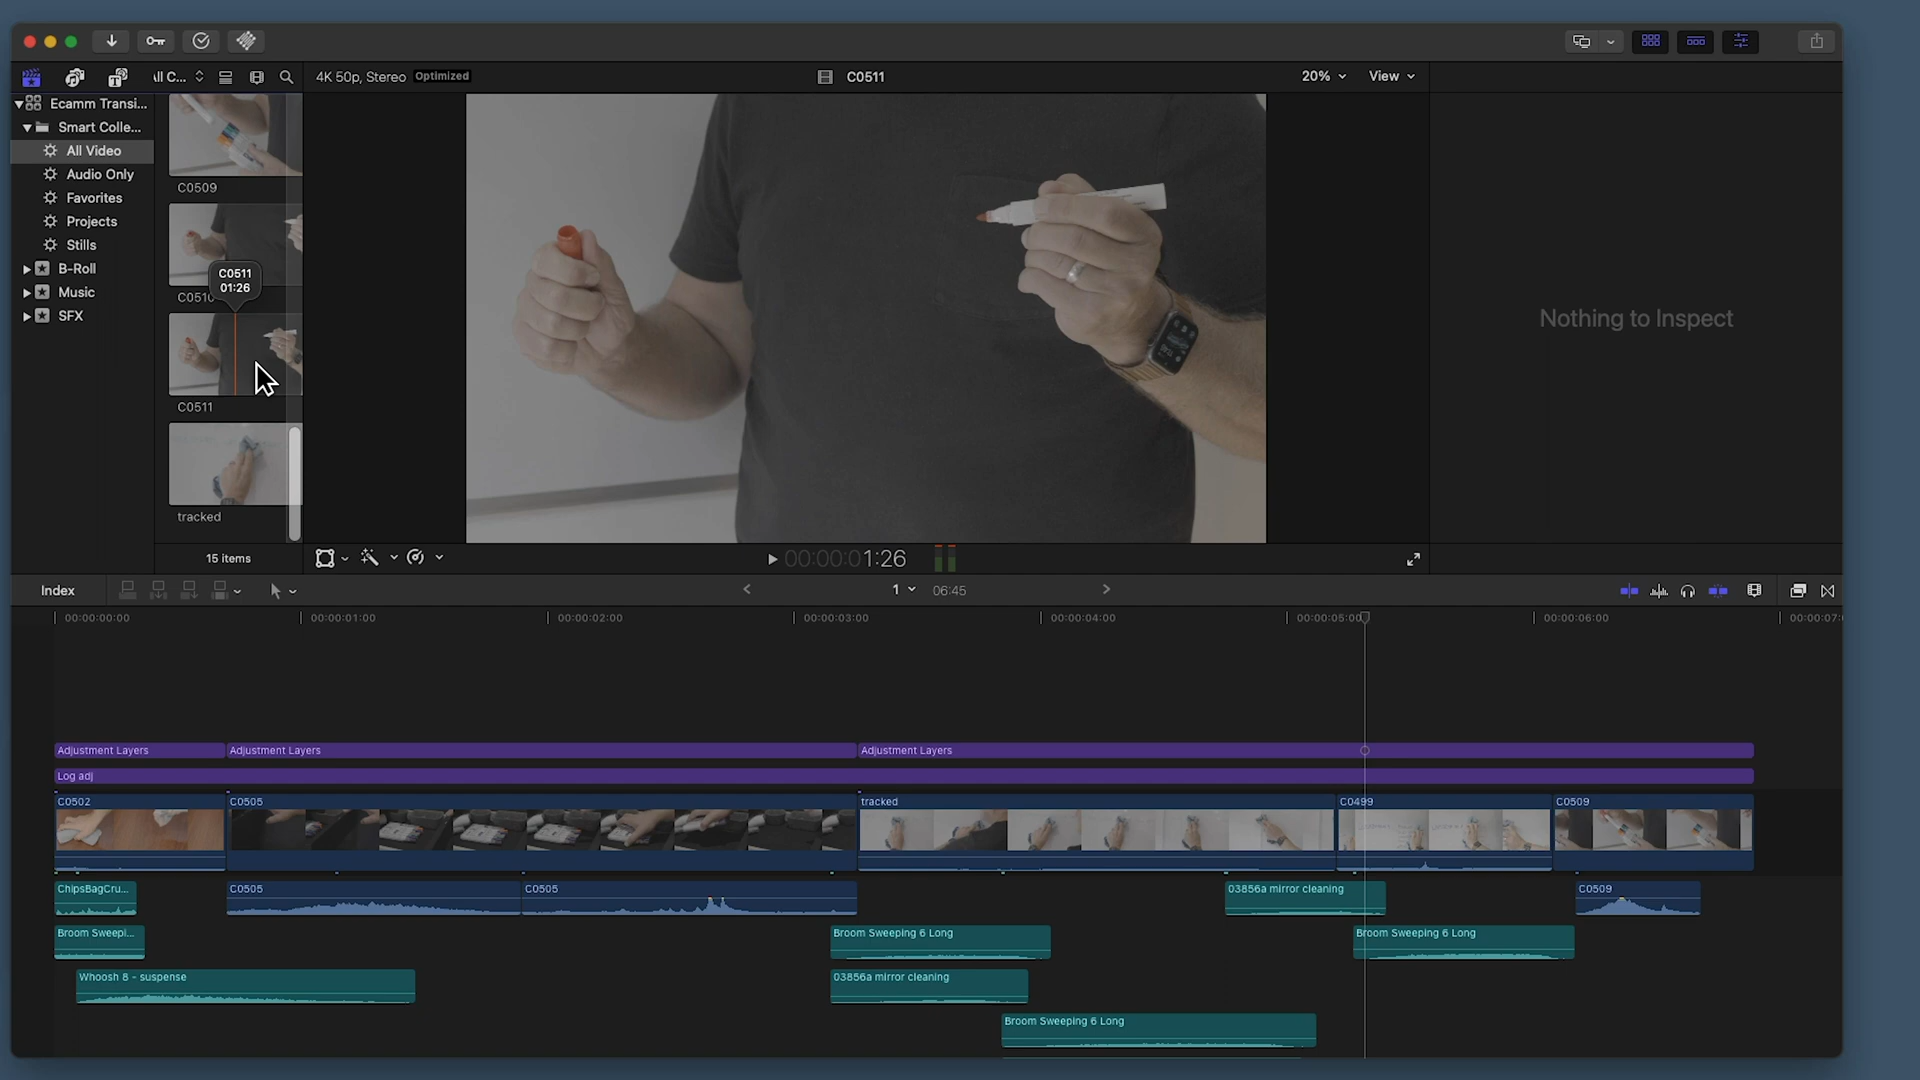 ll C...
4K 50p, Stereo Optimized
C0511
20%
View
Ecamm Transi...
Smart Colle...
All Video
Audio Only
Favorites
Projects
Stills
B-Roll
Music
SFX
C0509
C0510
C0511
01:26
C0511
tracked
15 items
Nothing to Inspect
00:00:01:26
Index
1
06:45
00:00:00:00
00:00:01:00
00:00:02:00
00:00:03:00
00:00:04:00
00:00:05:00
00:00:06:00
00:00:07:
Adjustment Layers
Adjustment Layers
Adjustment Layers
Log adj
C0502
C0505
tracked
C0499
C0509
ChipsBagCru...
C0505
C0505
03856a mirror cleaning
C0509
Broom Sweepi...
Broom Sweeping 6 Long
Broom Sweeping 6 Long
Whoosh 8 - suspense
03856a mirror cleaning
Broom Sweeping 6 Long